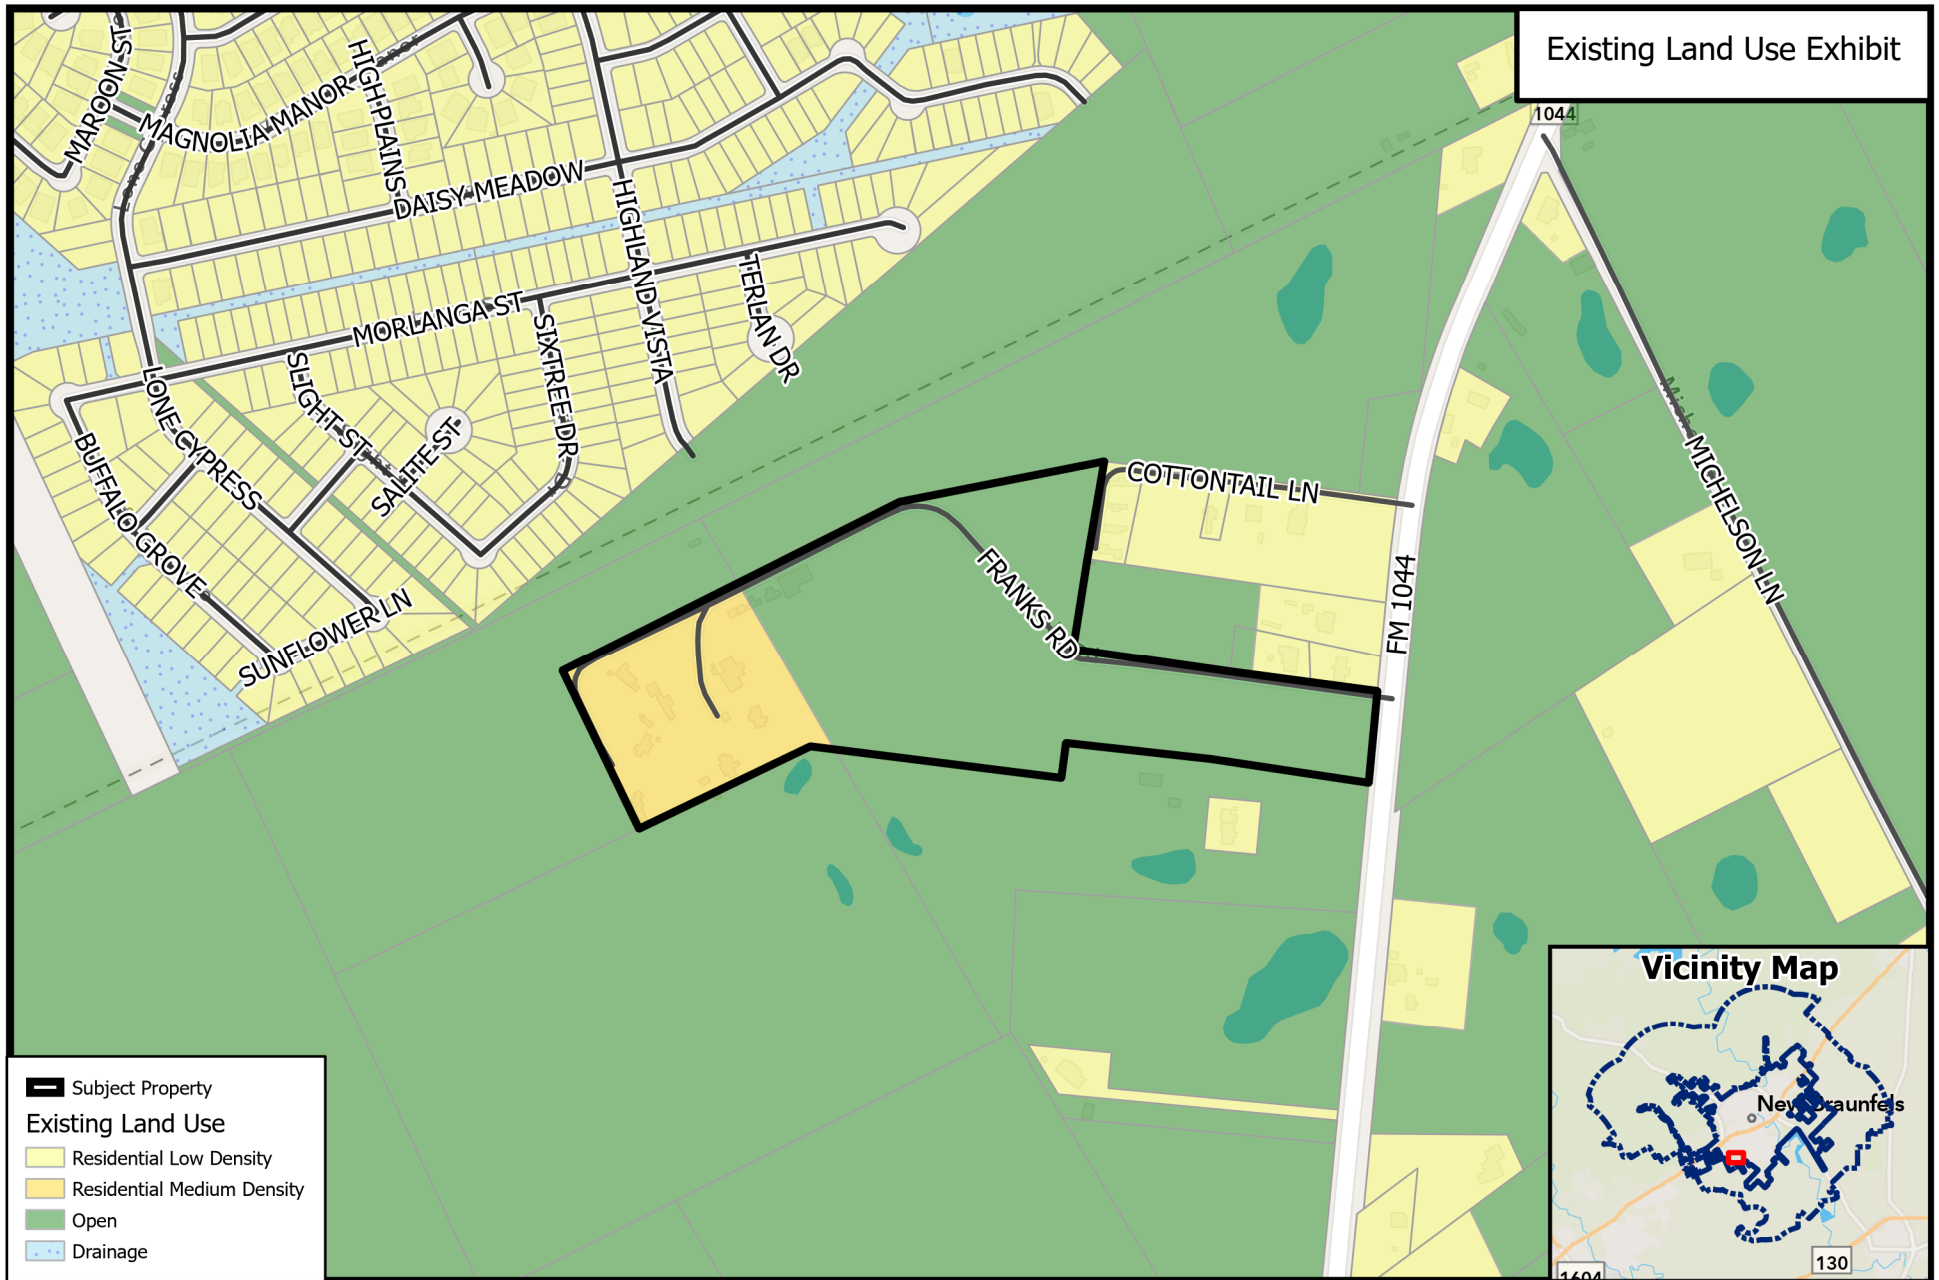 Existing Land Use Exhibit
1044
MAROON ST
MAGNOLIA MANOR
HIGH PLAINS
DAISY MEADOW
HIGHLAND VISTA
MORLANGA ST
TERLAN DR
SIXTREE DR
SLIGHT ST
SALITE ST
LONE CYPRESS
BUFFALO GROVE
SUNFLOWER LN
COTTONTAIL LN
FRANKS RD
FM 1044
MICHELSON LN
Subject Property
Existing Land Use
Residential Low Density
Residential Medium Density
Open
Drainage
Vicinity Map
New Braunfels
130
1604